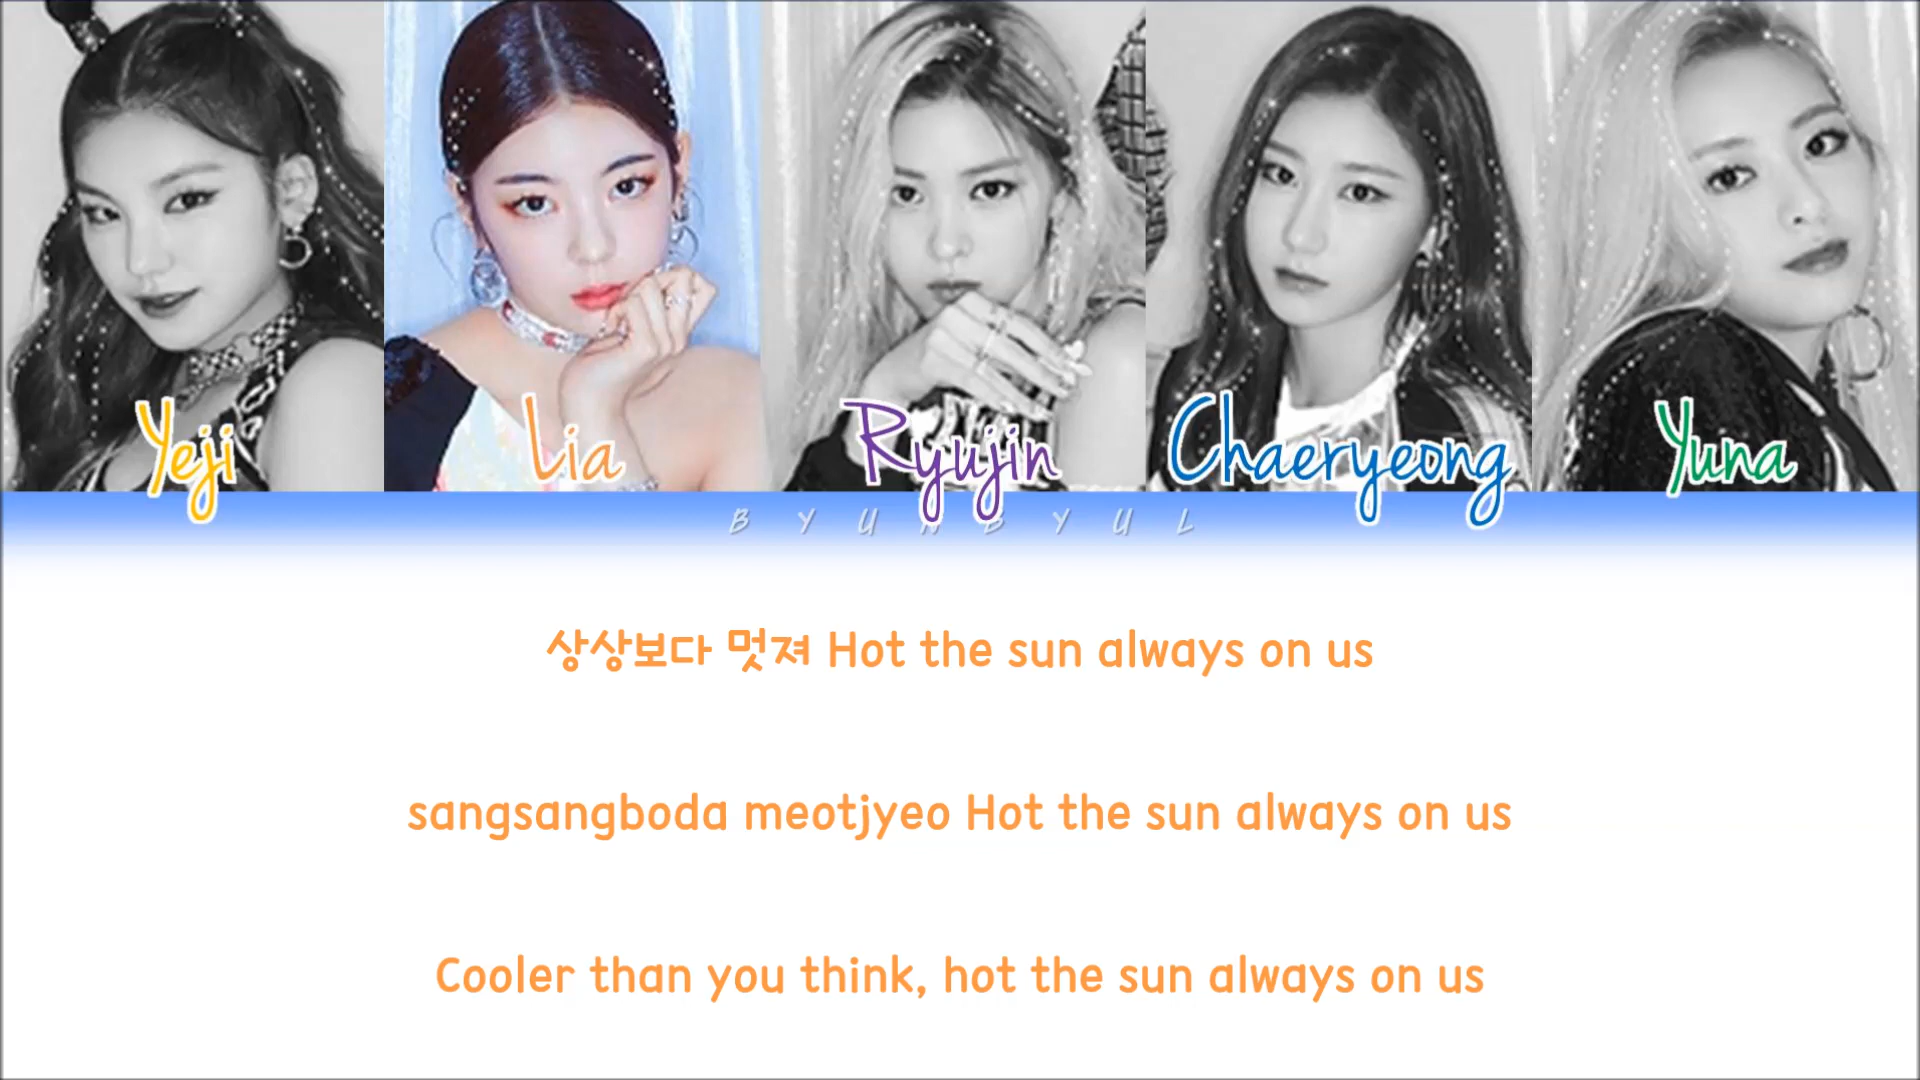 Yeji Lia Ryujin Chaeryeong Yuna
BYUNBYUL
상상보다 멋져 Hot the sun always on us
sangsangboda meotjyeo Hot the sun always on us
Cooler than you think, hot the sun always on us